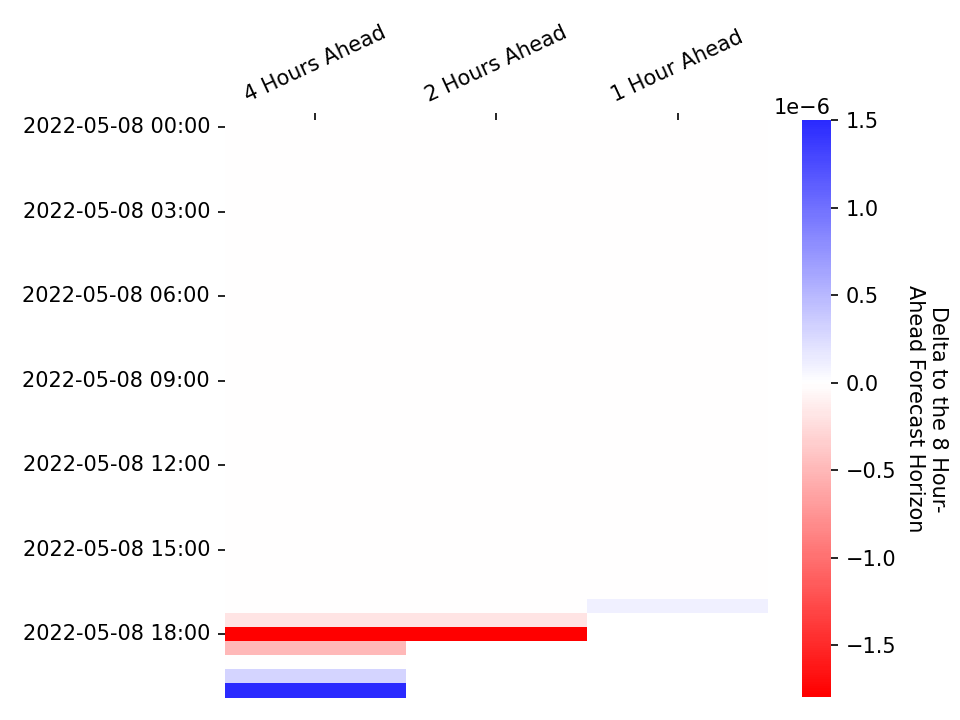 4 Hours Ahead
2 Hours Ahead
1 Hour Ahead
1e−6
2022-05-08 00:00
2022-05-08 03:00
2022-05-08 06:00
2022-05-08 09:00
2022-05-08 12:00
2022-05-08 15:00
2022-05-08 18:00
1.5
1.0
0.5
0.0
−0.5
−1.0
−1.5
Delta to the 8 Hour-
Ahead Forecast Horizon